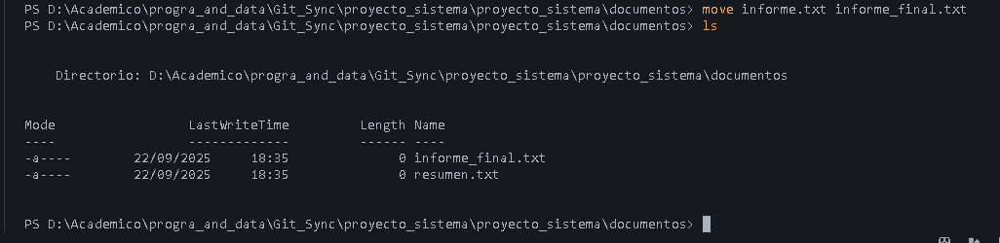 PS D:\Academico\progra_and_data\Git_Sync\proyecto_sistema\proyecto_sistema\documentos> move informe.txt informe_final.txt
PS D:\Academico\progra_and_data\Git_Sync\proyecto_sistema\proyecto_sistema\documentos> ls
Directorio: D:\Academico\progra_and_data\Git_Sync\proyecto_sistema\proyecto_sistema\documentos
Mode                 LastWriteTime         Length Name
----                 -------------         ------ ----
-a----        22/09/2025     18:35              0 informe_final.txt
-a----        22/09/2025     18:35              0 resumen.txt
PS D:\Academico\progra_and_data\Git_Sync\proyecto_sistema\proyecto_sistema\documentos>